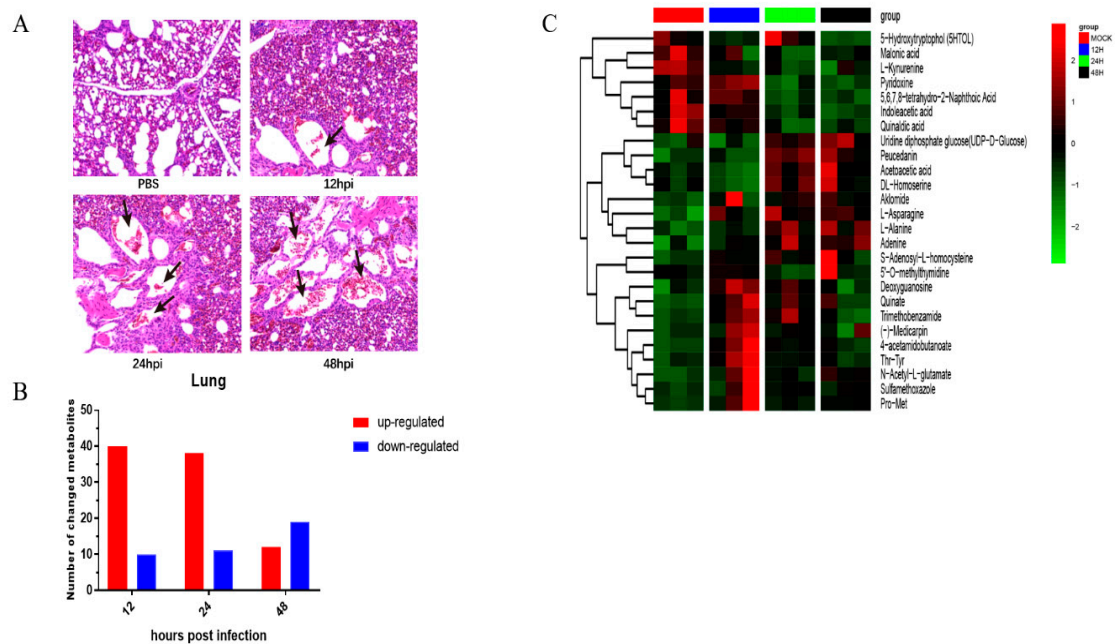 A
PBS
12hpi
24hpi
48hpi
Lung
B
Number of changed metabolites
50
40
30
20
10
0
12
24
48
hours post infection
up-regulated
down-regulated
C
group
5-Hydroxytryptophol (5HTOL)
Malonic acid
L-Kynurenine
Pyridoxine
5,6,7,8-tetrahydro-2-Naphthoic Acid
Indoleacetic acid
Quinaldic acid
Uridine diphosphate glucose(UDP-D-Glucose)
Peucedanin
Acetoacetic acid
DL-Homoserine
Aklomide
L-Asparagine
L-Alanine
Adenine
S-Adenosyl-L-homocysteine
5'-O-methylthymidine
Deoxyguanosine
Quinate
Trimethobenzamide
(-)-Medicarpin
4-acetamidobutanoate
Thr-Tyr
N-Acetyl-L-glutamate
Sulfamethoxazole
Pro-Met
2
1
0
-1
-2
group
MOCK
12H
24H
48H